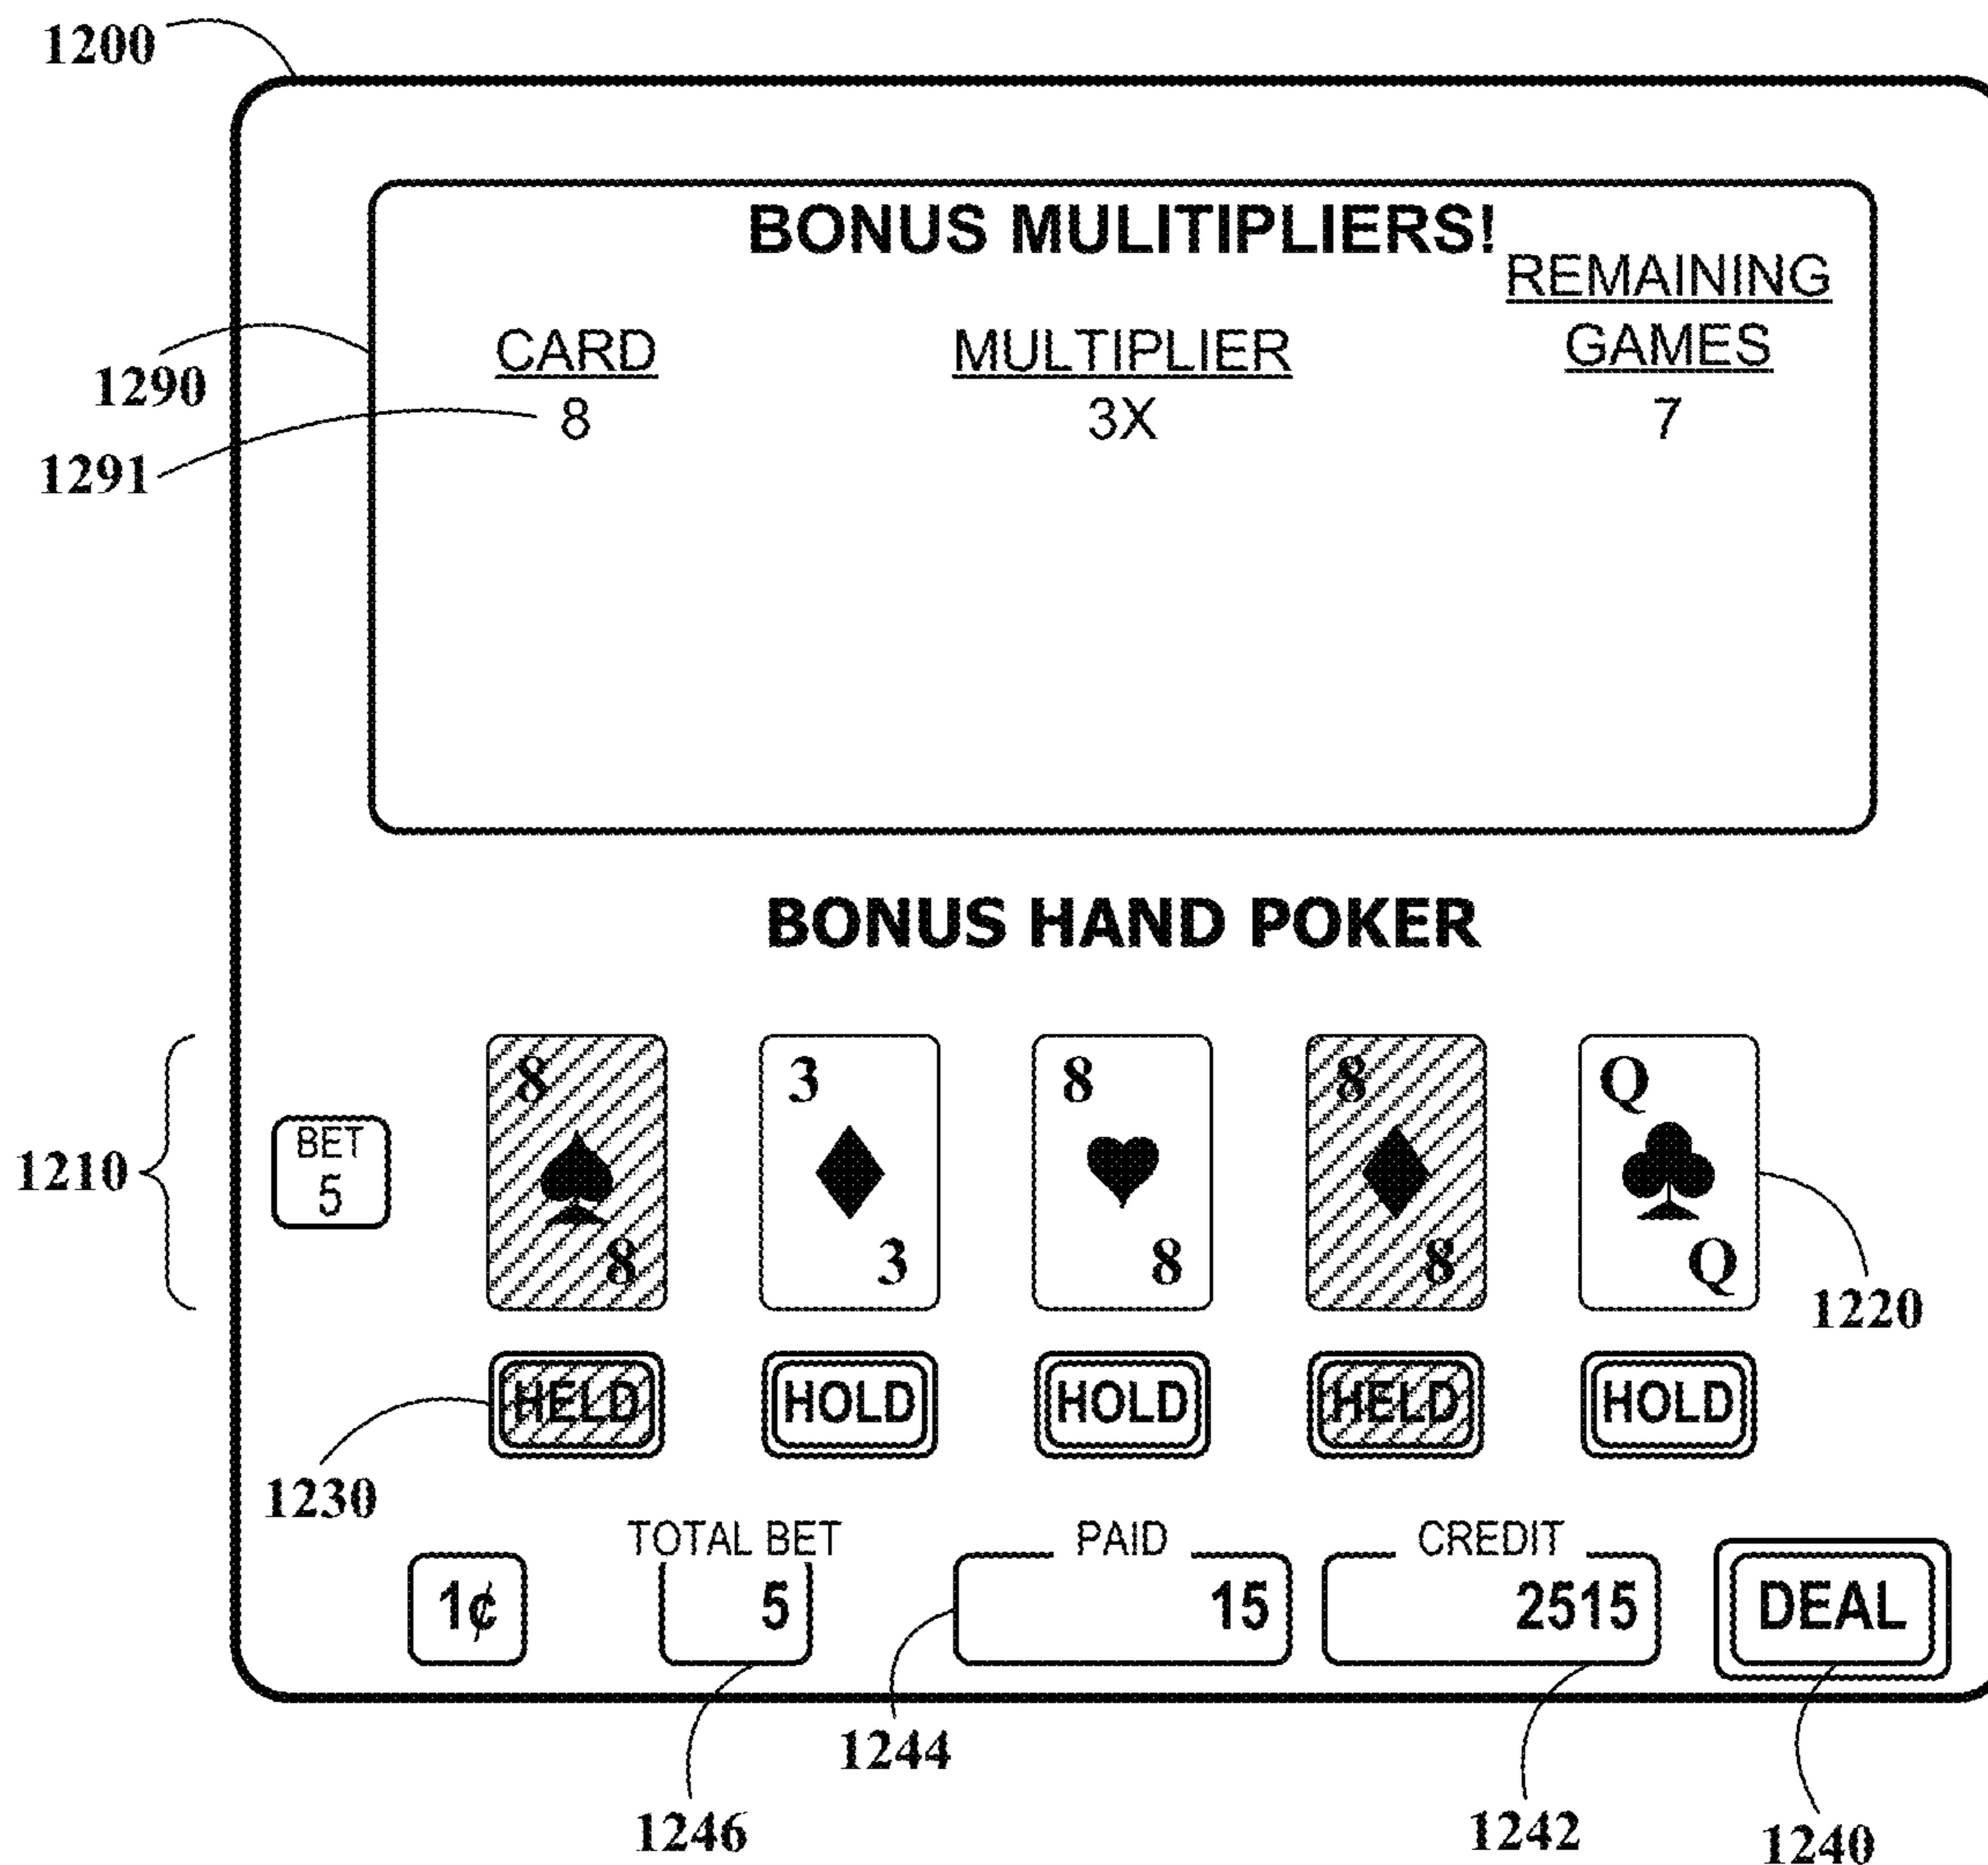 1200
BONUS MULITIPLIERS!
REMAINING
CARD MULTIPLIER GAMES
1290
8 3X 7
1291
BONUS HAND POKER
8 3 8 8 Q
BET
1210
5
8 3 8 8 Q
1220
HELD HOLD HOLD HELD HOLD
1230
TOTAL BET PAID CREDIT
1¢ 5 15 2515 DEAL
1244
1246 1242 1240